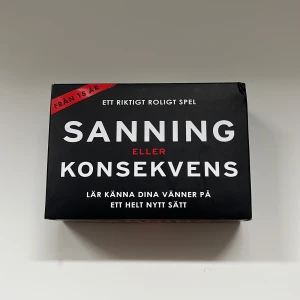 FRÅN 15 ÅR
ETT RIKTIGT ROLIGT SPEL
SANNING
ELLER
KONSEKVENS
LÄR KÄNNA DINA VÄNNER PÅ
ETT HELT NYTT SÄTT